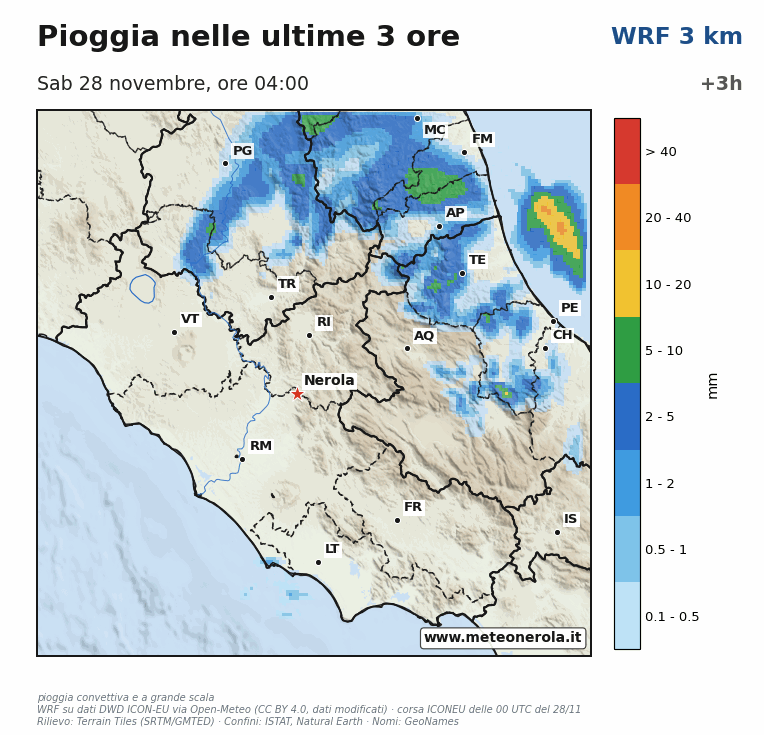 Pioggia nelle ultime 3 ore
WRF 3 km
Sab 28 novembre, ore 04:00
+3h
MC
FM
PG
AP
TE
TR
PE
VT
RI
AQ
CH
Nerola
RM
FR
IS
LT
www.meteonerola.it
> 40
20 - 40
10 - 20
5 - 10
2 - 5
1 - 2
0.5 - 1
0.1 - 0.5
mm
pioggia convettiva e a grande scala
WRF su dati DWD ICON-EU via Open-Meteo (CC BY 4.0, dati modificati) · corsa ICONEU delle 00 UTC del 28/11
Rilievo: Terrain Tiles (SRTM/GMTED) · Confini: ISTAT, Natural Earth · Nomi: GeoNames